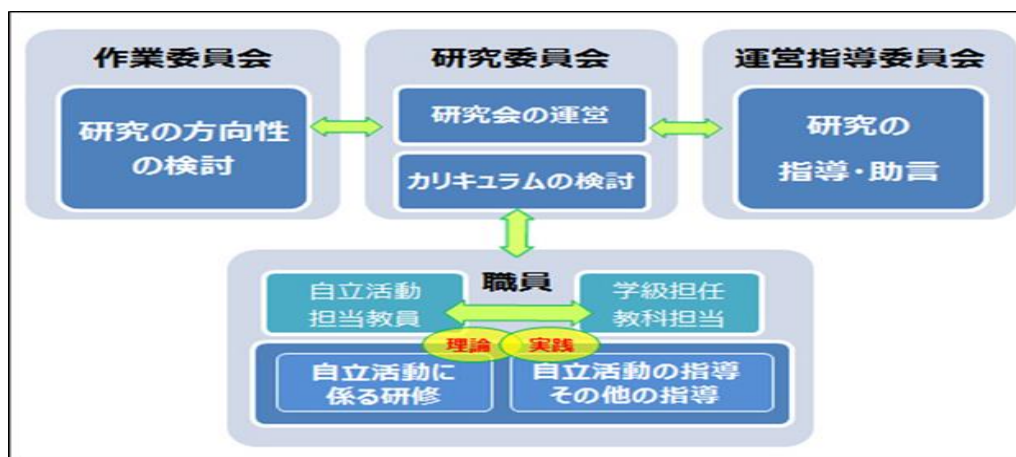 作業委員会
研究の方向性
の検討
研究委員会
研究会の運営
カリキュラムの検討
運営指導委員会
研究の
指導・助言
職員
自立活動
担当教員
学級担任
教科担当
理論
実践
自立活動に
係る研修
自立活動の指導
その他の指導